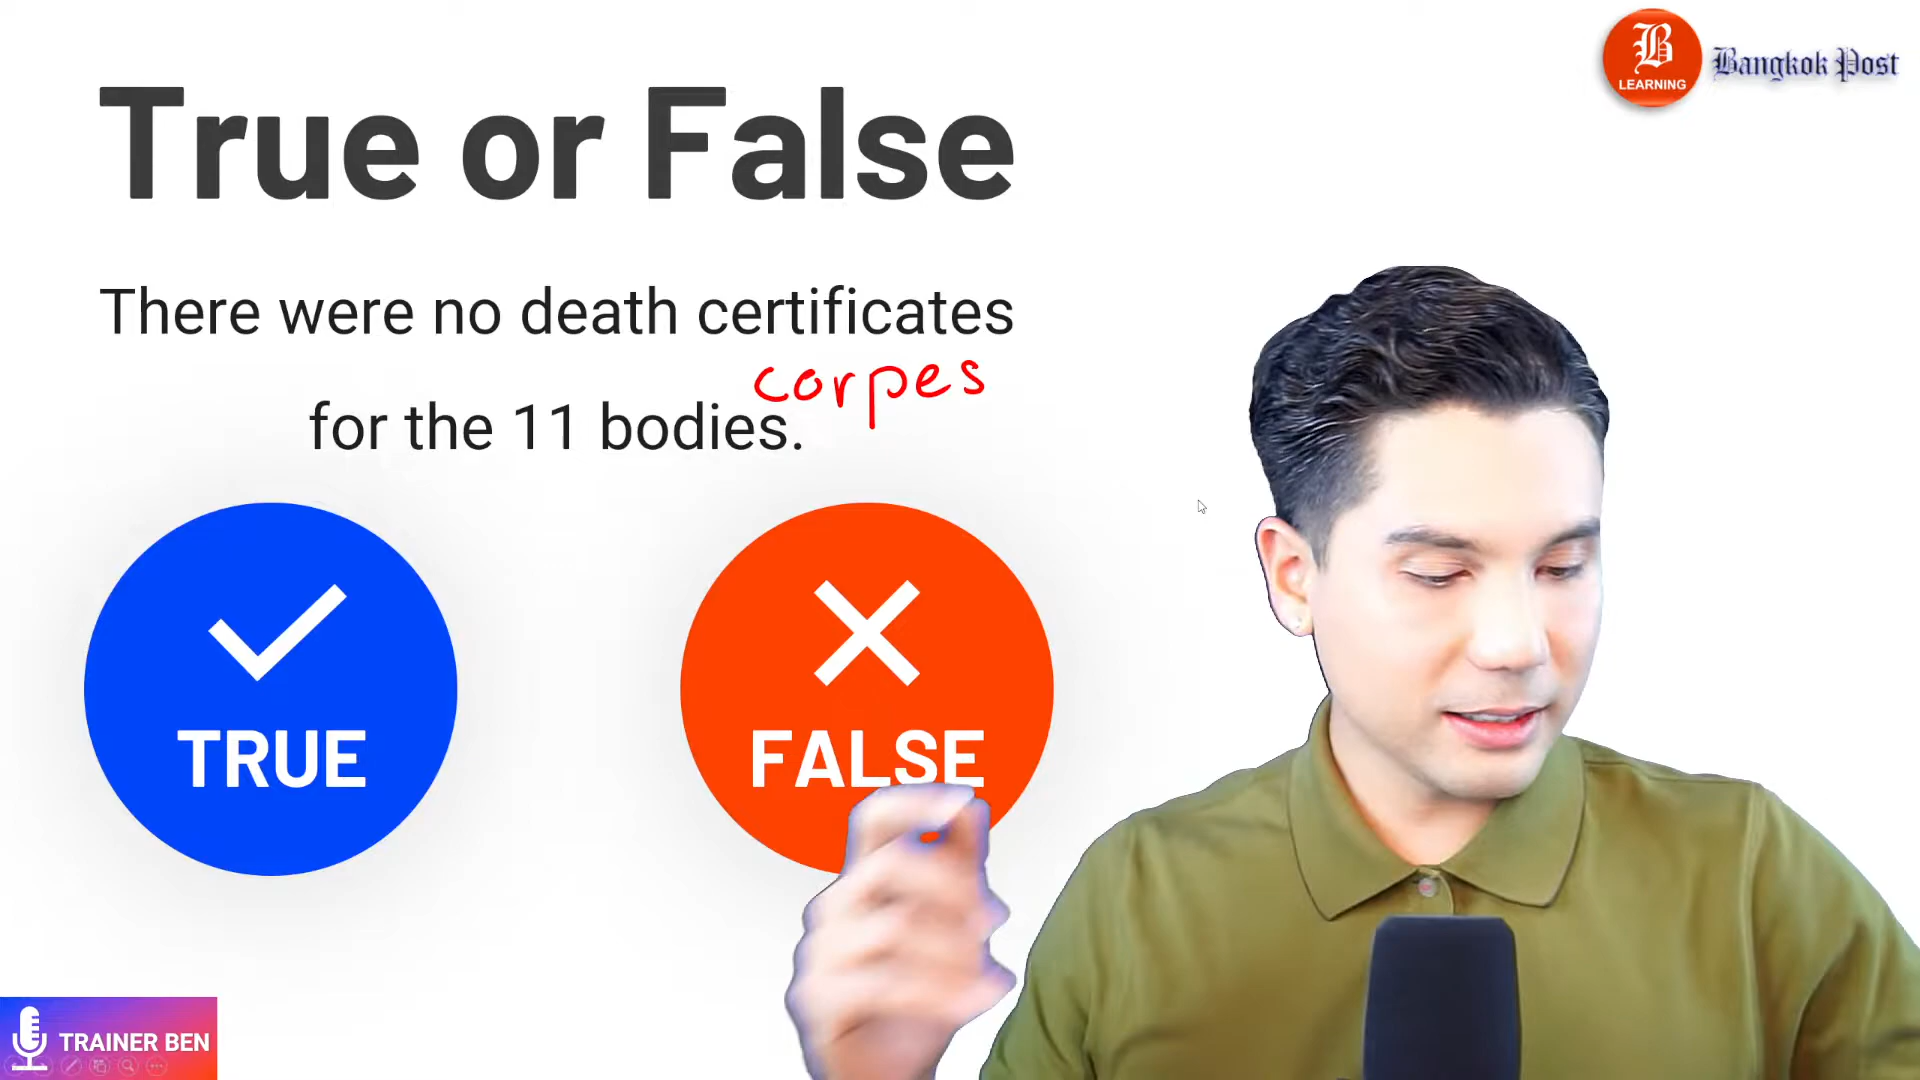 B
LEARNING
Bangkok Post
True or False
There were no death certificates
corpes
for the 11 bodies.
TRUE
FALSE
TRAINER BEN